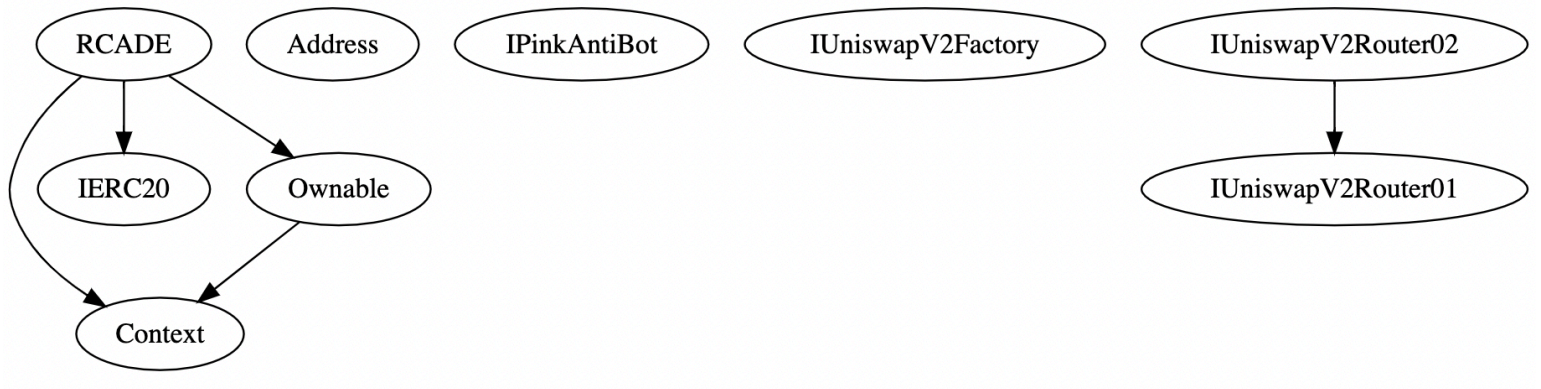 RCADE
Address
IPinkAntiBot
IUniswapV2Factory
IUniswapV2Router02
IERC20
Ownable
IUniswapV2Router01
Context